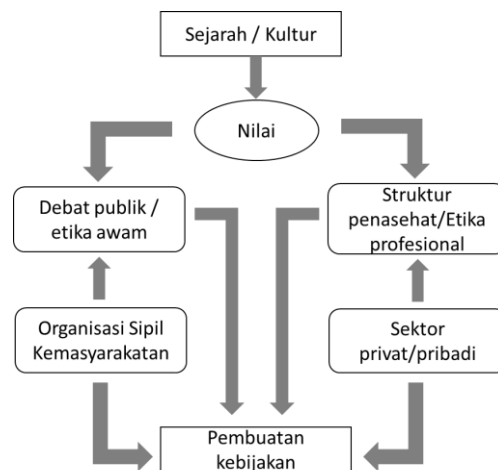 Sejarah / Kultur
Nilai
Debat publik /
etika awam
Struktur
penasehat/Etika
profesional
Organisasi Sipil
Kemasyarakatan
Sektor
privat/pribadi
Pembuatan
kebijakan